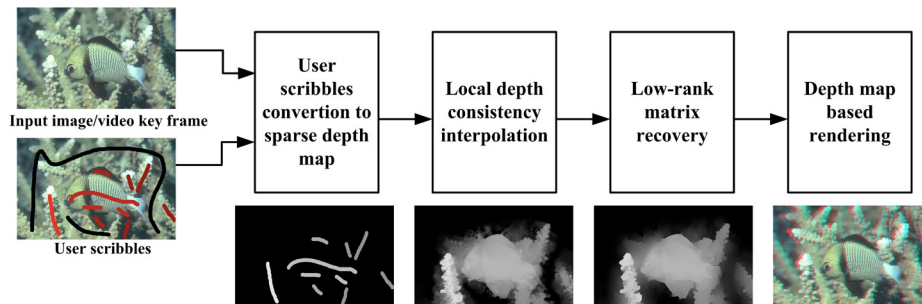 Input image/video key frame
User scribbles
User
scribbles
convertion to
sparse depth
map
Local depth
consistency
interpolation
Low-rank
matrix
recovery
Depth map
based
rendering